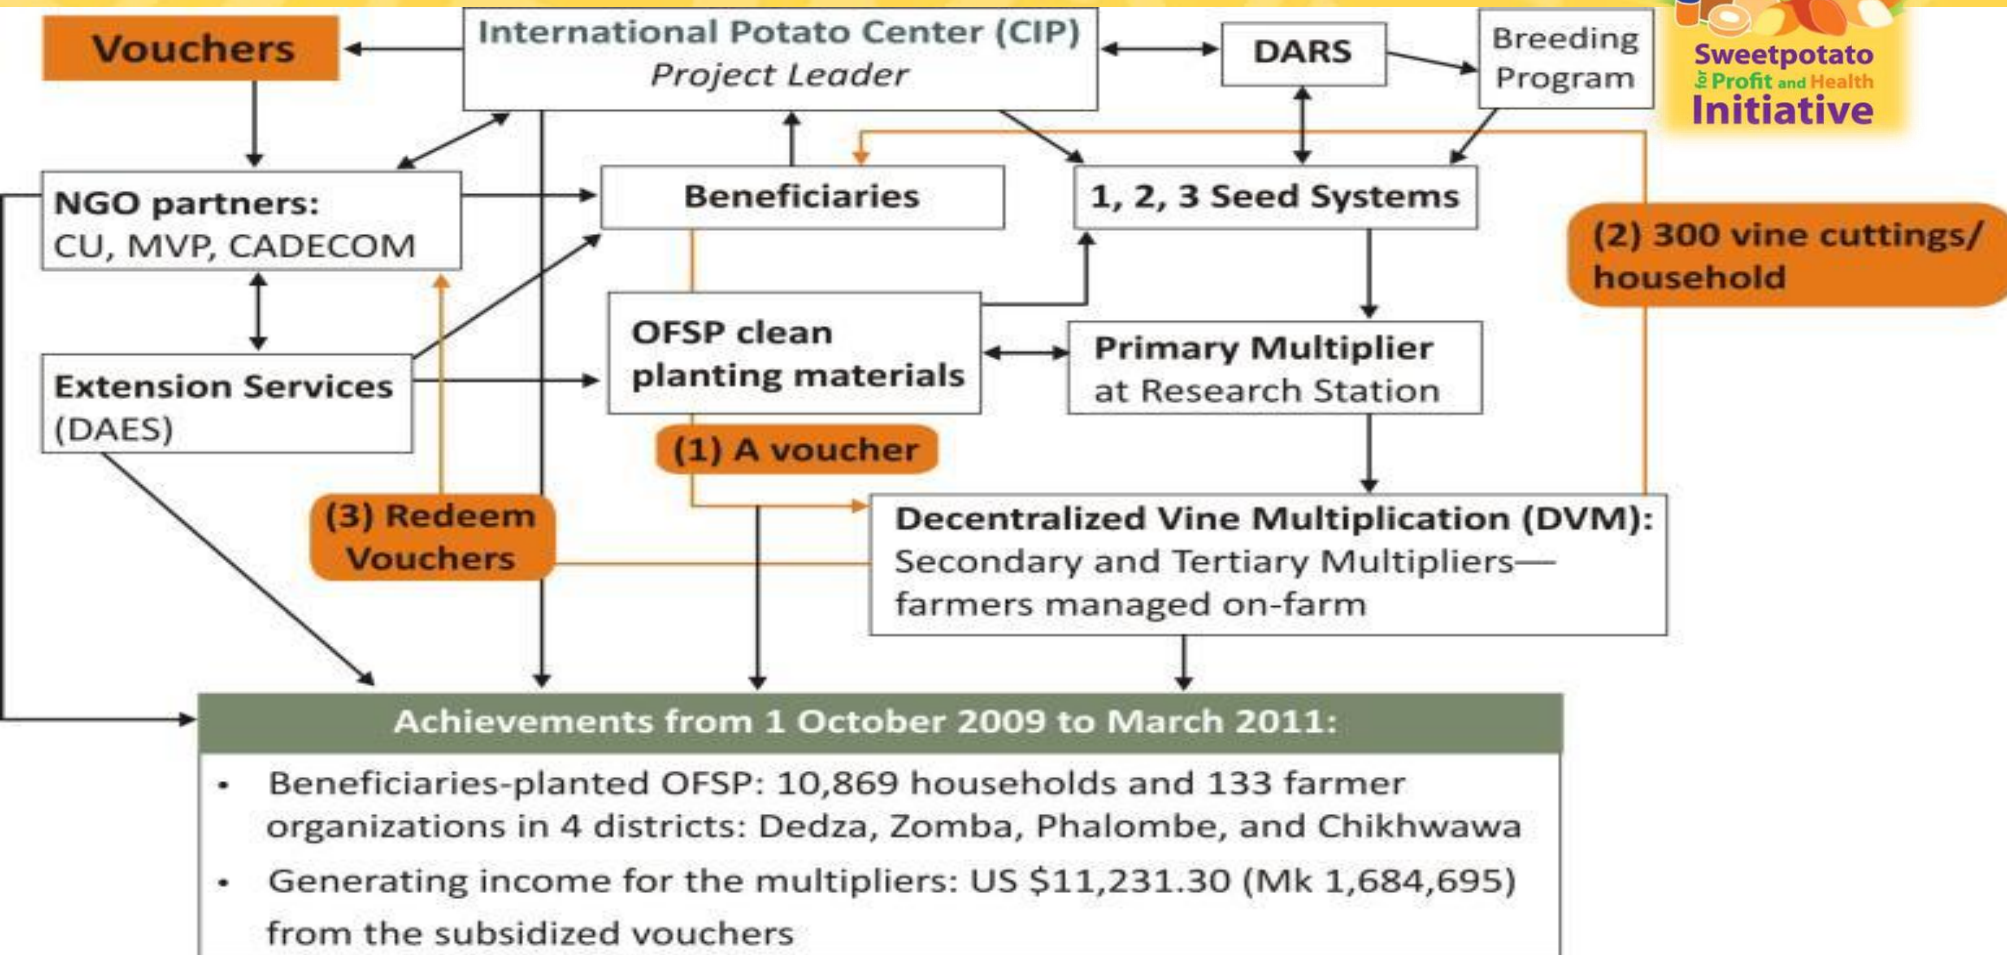 Vouchers
International Potato Center (CIP)
Project Leader
DARS
Breeding
Program
Sweetpotato
for Profit and Health
Initiative
NGO partners:
CU, MVP, CADECOM
Beneficiaries
1, 2, 3 Seed Systems
(2) 300 vine cuttings/
household
Extension Services
(DAES)
OFSP clean
planting materials
Primary Multiplier
at Research Station
(1) A voucher
(3) Redeem
Vouchers
Decentralized Vine Multiplication (DVM):
Secondary and Tertiary Multipliers—
farmers managed on-farm
Achievements from 1 October 2009 to March 2011:
• Beneficiaries-planted OFSP: 10,869 households and 133 farmer
organizations in 4 districts: Dedza, Zomba, Phalombe, and Chikhwawa
• Generating income for the multipliers: US $11,231.30 (Mk 1,684,695)
from the subsidized vouchers